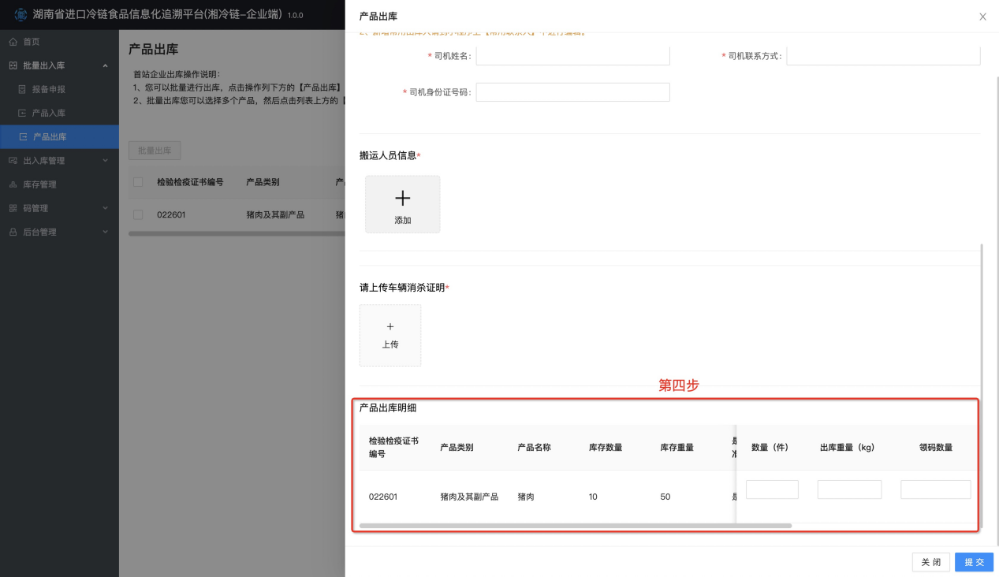 湖南省进口冷链食品信息化追溯平台(湘冷链-企业端) 1.0.0
首页
批量出入库
报备申报
产品入库
产品出库
出入库管理
库存管理
码管理
后台管理
产品出库
首站企业出库操作说明:
1、您可以批量进行出库，点击操作列下方的【产品出库】
2、批量出库您可以选择多个产品，然后点击列表上方的【
批量出库
检验检疫证书编号 产品类别
022601 猪肉及其副产品 猪
产品出库
* 司机姓名:
* 司机联系方式:
* 司机身份证号码:
搬运人员信息*
添加
请上传车辆消杀证明*
上传
第四步
产品出库明细
检验检疫证书编号 产品类别 产品名称 库存数量 库存重量 数量（件） 出库重量（kg） 领码数量
022601 猪肉及其副产品 猪肉 10 50
关 闭
提 交